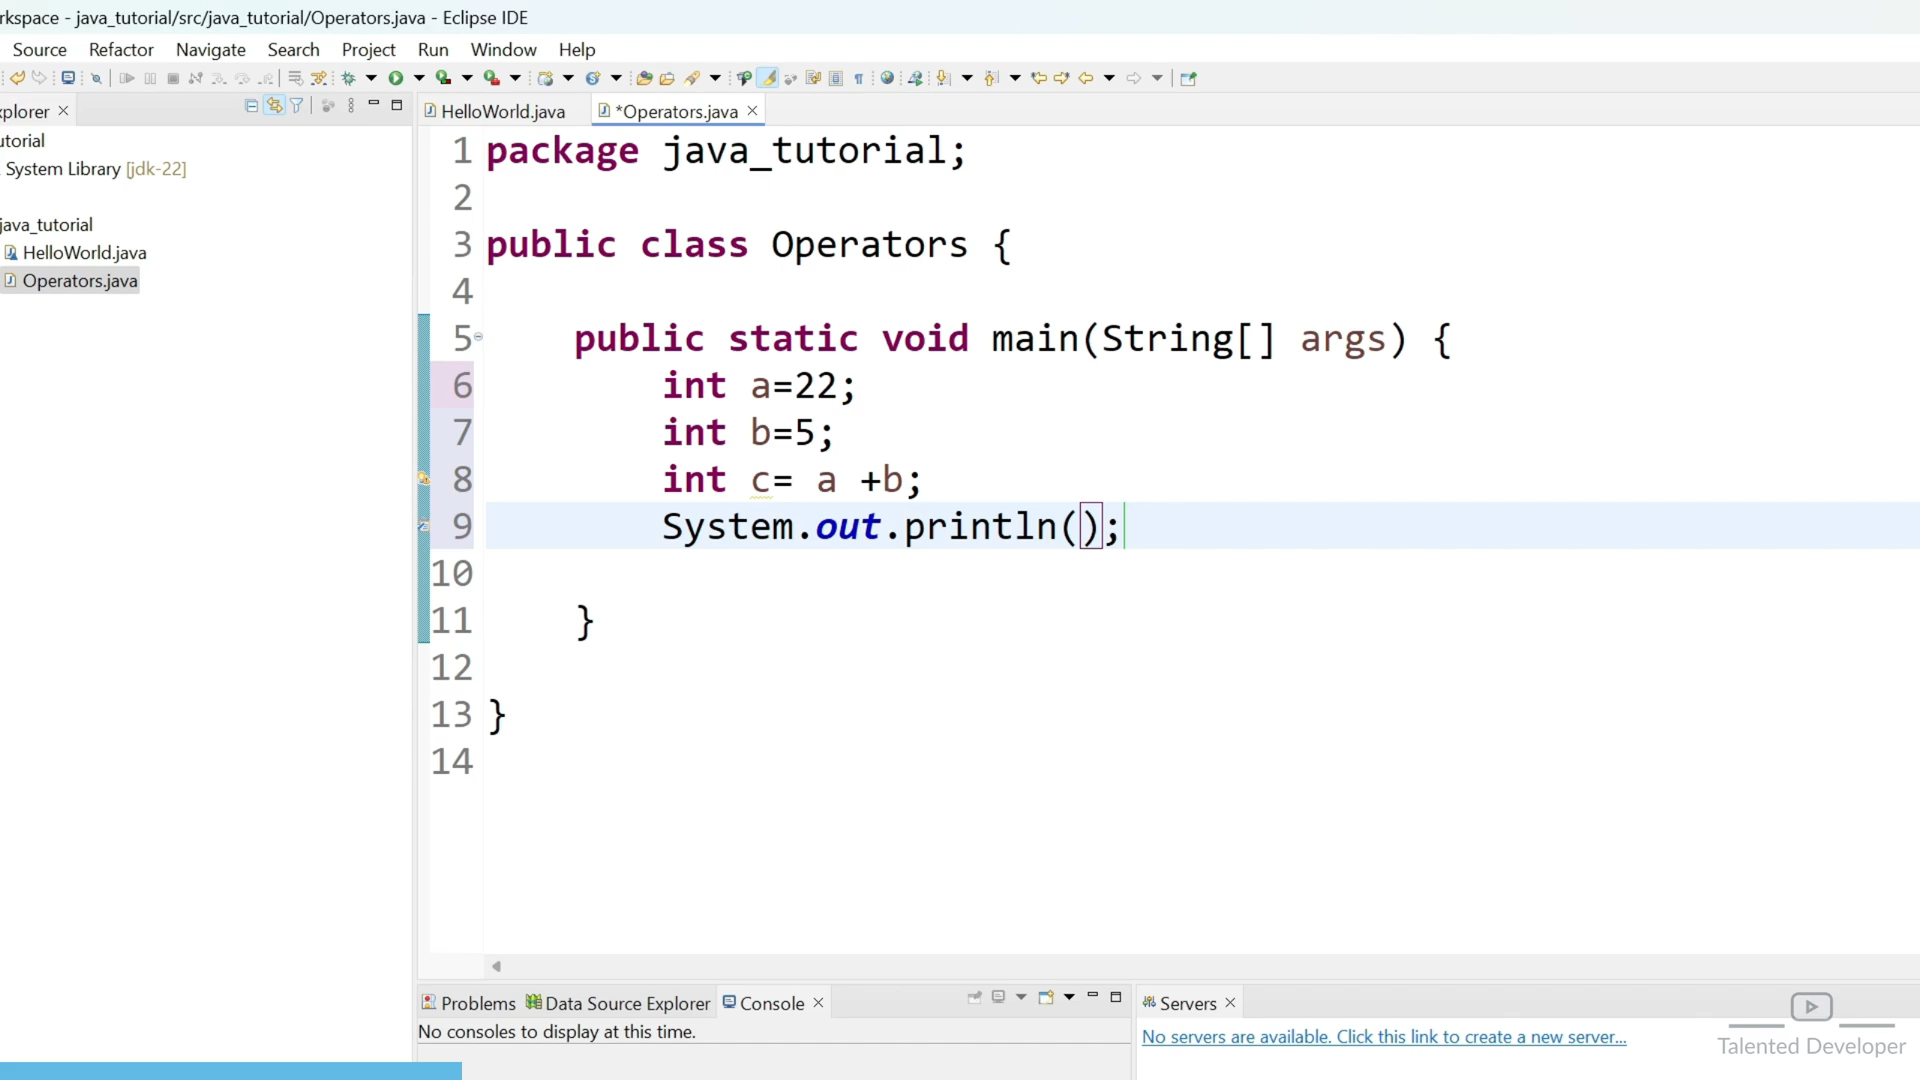 rkspace - java_tutorial/src/java_tutorial/Operators.java - Eclipse IDE
Source Refactor Navigate Search Project Run Window Help
xplorer
HelloWorld.java *Operators.java
utorial
System Library [jdk-22]
java_tutorial
HelloWorld.java
Operators.java
1 package java_tutorial;
2
3 public class Operators {
4
5 public static void main(String[] args) {
6 int a=22;
7 int b=5;
8 int c= a +b;
9 System.out.println();
10
11 }
12
13 }
14
Problems Data Source Explorer Console
No consoles to display at this time.
Servers
No servers are available. Click this link to create a new server...
Talented Developer